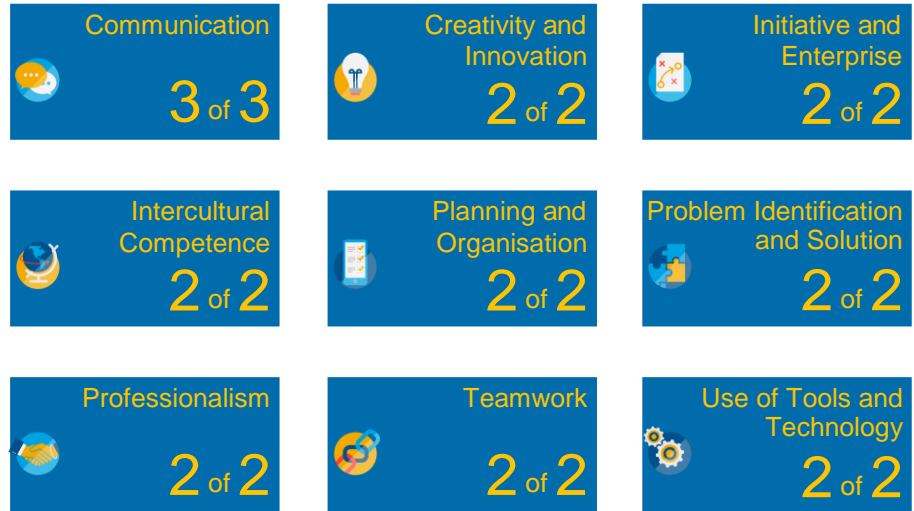 Communication
3 of 3
Creativity and
Innovation
2 of 2
Initiative and
Enterprise
2 of 2
Intercultural
Competence
2 of 2
Planning and
Organisation
2 of 2
Problem Identification
and Solution
2 of 2
Professionalism
2 of 2
Teamwork
2 of 2
Use of Tools and
Technology
2 of 2